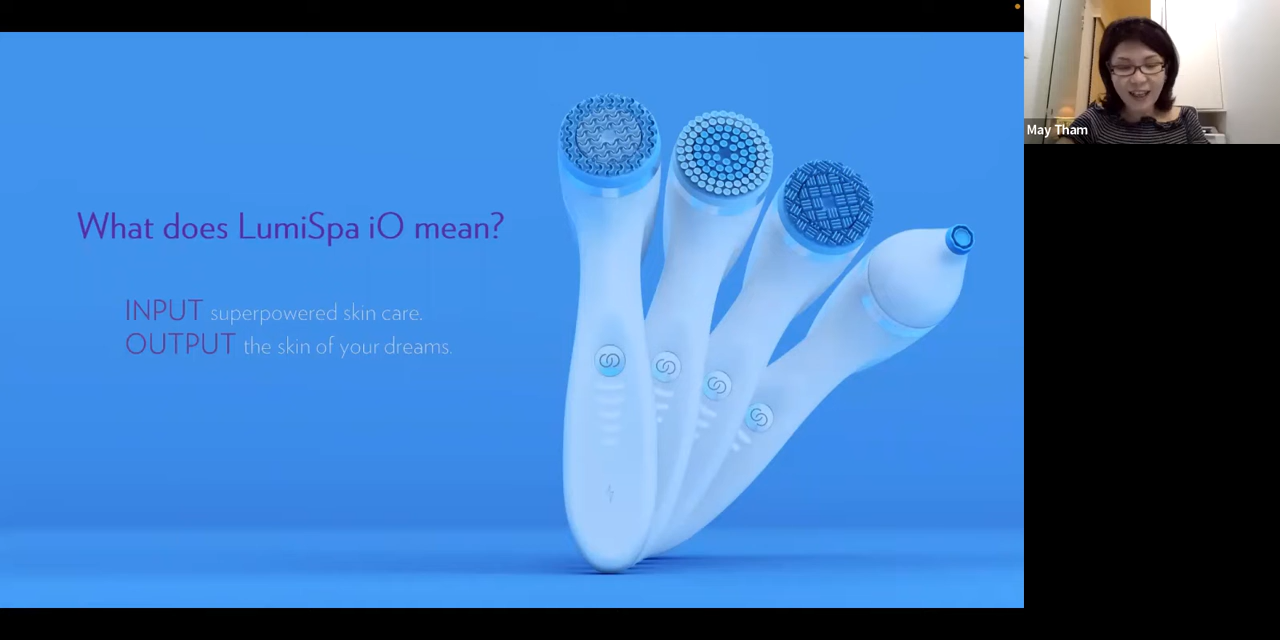 What does LumiSpa iO mean?
INPUT superpowered skin care.
OUTPUT the skin of your dreams.
May Tham